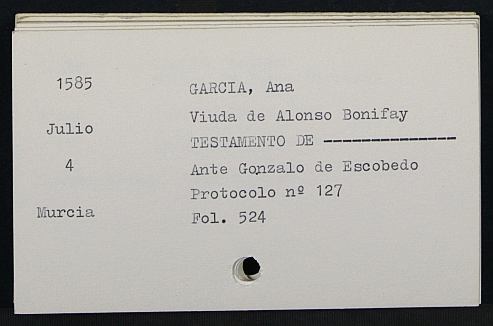 1585
Julio
4
Murcia
GARCIA, Ana
Viuda de Alonso Bonifay
TESTAMENTO DE --------------
Ante Gonzalo de Escobedo
Protocolo nº 127
Fol. 524